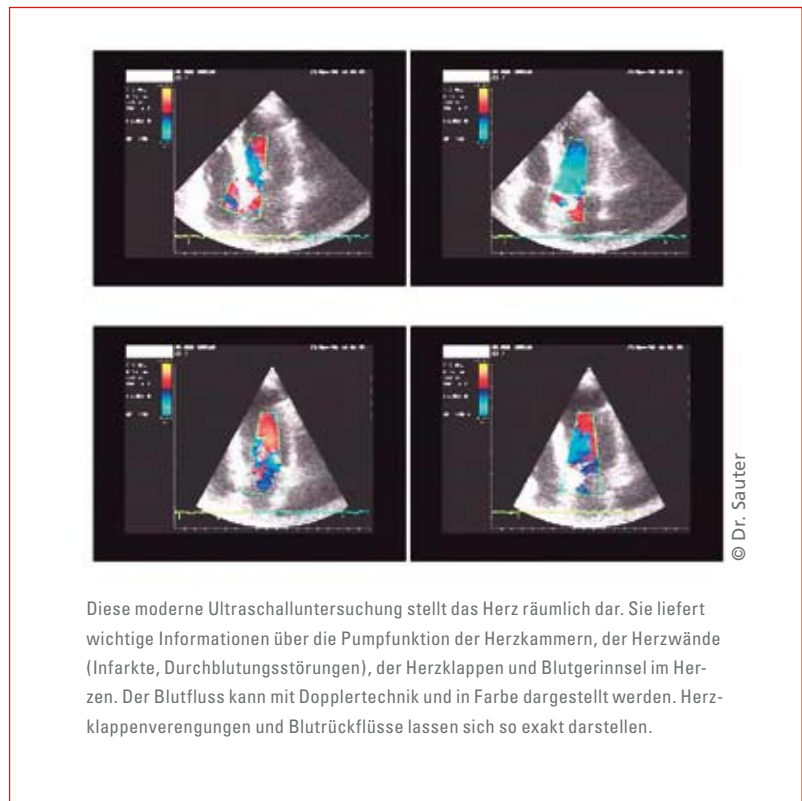 © Dr. Sauter
Diese moderne Ultraschalluntersuchung stellt das Herz räumlich dar. Sie liefert
wichtige Informationen über die Pumpfunktion der Herzkammern, der Herzwände
(Infarkte, Durchblutungsstörungen), der Herzklappen und Blutgerinnsel im Her-
zen. Der Blutfluss kann mit Dopplertechnik und in Farbe dargestellt werden. Herz-
klappenverengungen und Blutrückflüsse lassen sich so exakt darstellen.